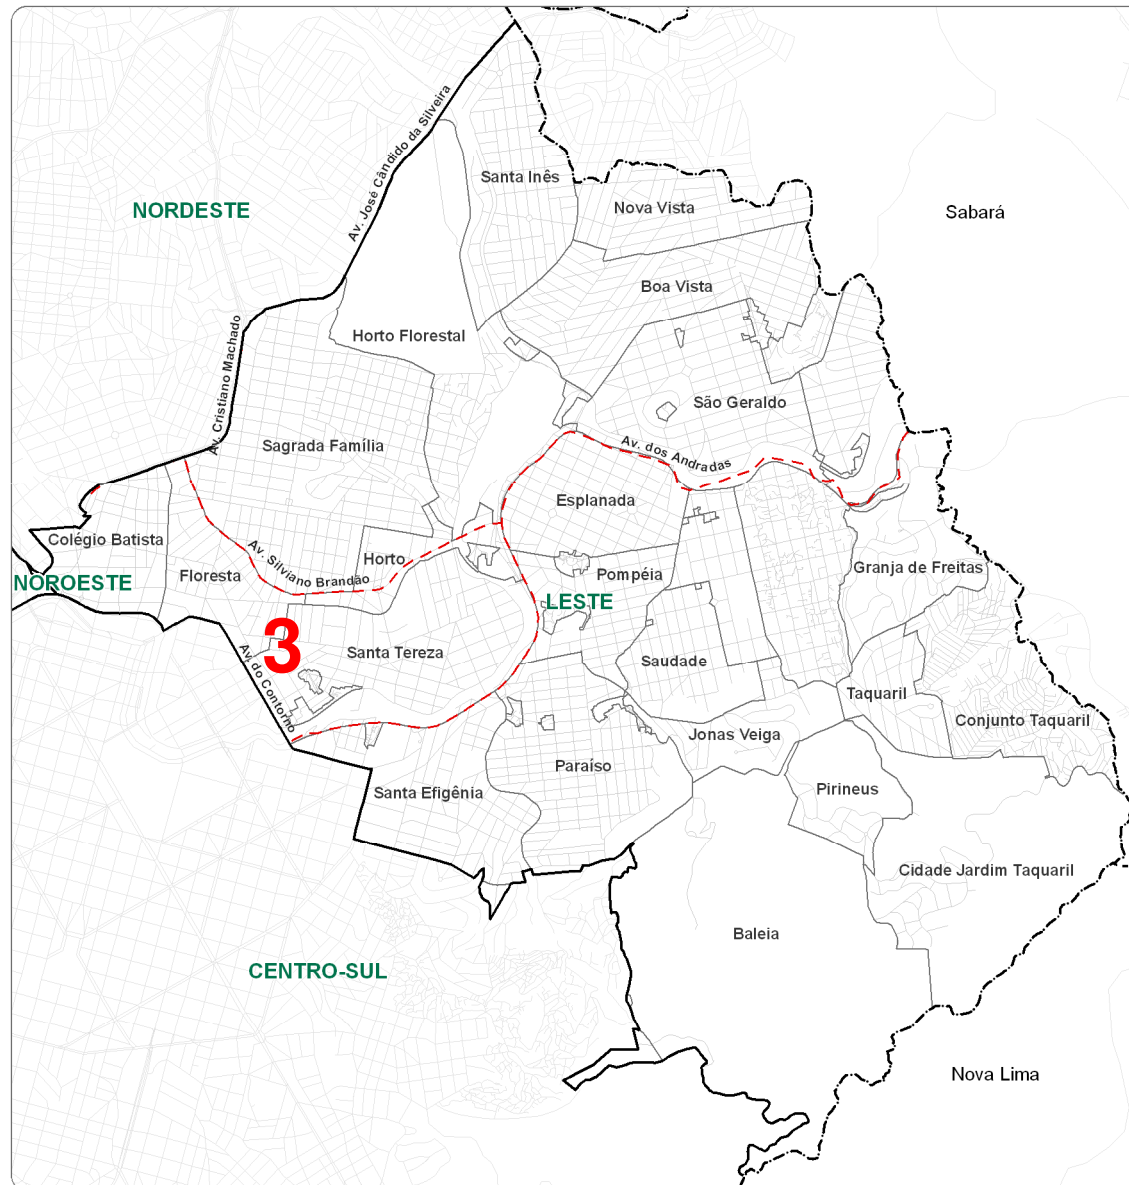 Av. José Cândido da Silveira
Santa Inês
NORDESTE
Nova Vista
Sabará
Boa Vista
Horto Florestal
Av. Cristiano Machado
São Geraldo
Sagrada Família
Av. dos Andradas
Esplanada
Colégio Batista
Av. Silviano Brandão
Horto
Granja de Freitas
Floresta
Pompéia
NOROESTE
LESTE
3
Santa Tereza
Saudade
Av. do Contorno
Taquaril
Conjunto Taquaril
Jonas Veiga
Paraíso
Pirineus
Santa Efigênia
Cidade Jardim Taquaril
Baleia
CENTRO-SUL
Nova Lima